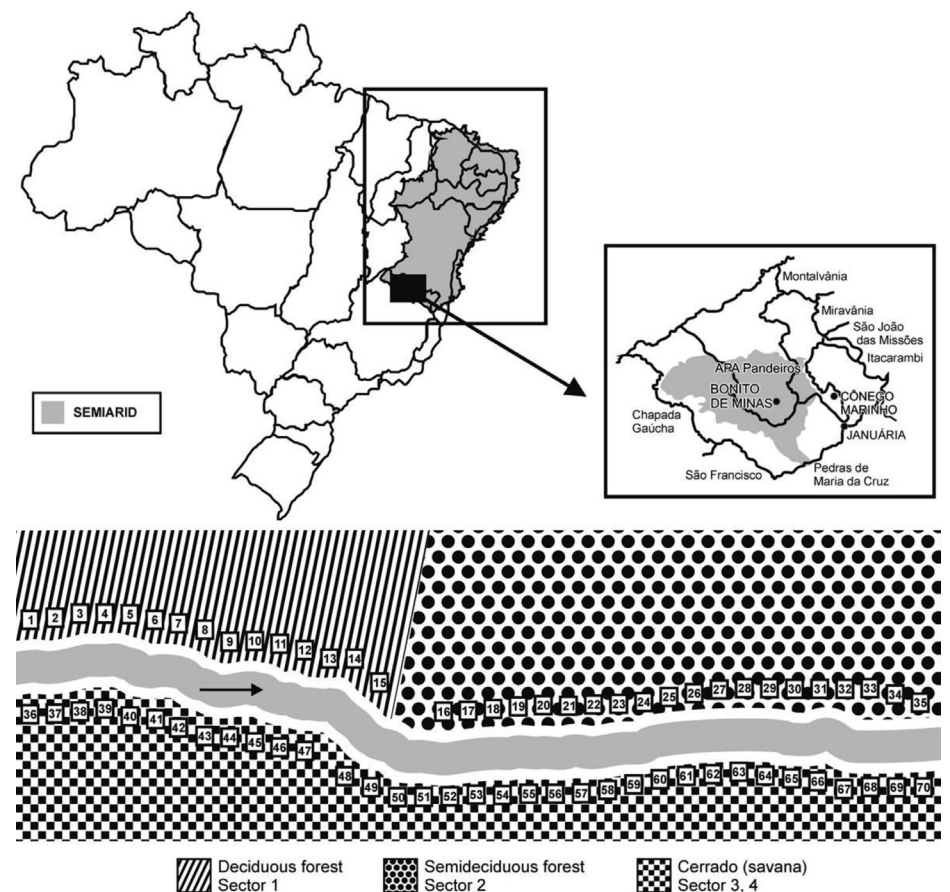 SEMIARID
Montalvânia
Miravânia
São João
das Missões
Itacarambi
APA Pandeiros
BONITO
DE MINAS
CÔNEGO
MARINHO
Chapada
Gaúcha
JANUÁRIA
São Francisco
Pedras de
Maria da Cruz
1 2 3 4 5 6 7 8 9 10 11 12 13 14 15
16 17 18 19 20 21 22 23 24 25 26 27 28 29 30 31 32 33 34 35
36 37 38 39 40 41 42 43 44 45 46 47 48 49 50 51 52 53 54 55 56 57 58 59 60 61 62 63 64 65 66 67 68 69 70
Deciduous forest
Sector 1
Semideciduous forest
Sector 2
Cerrado (savana)
Sector 3, 4